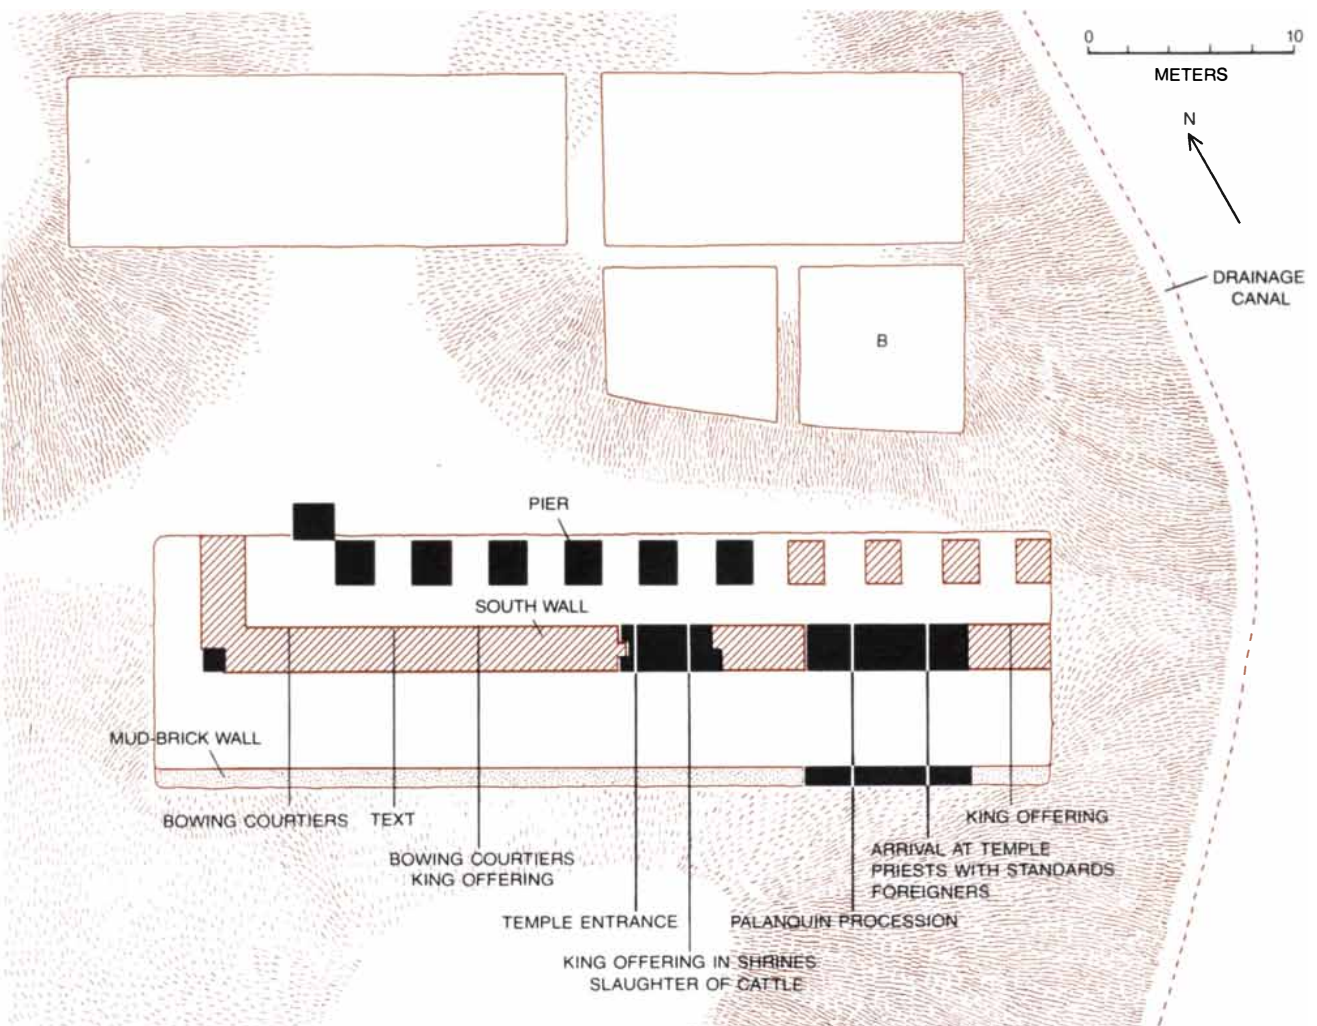 0 10
METERS
N
DRAINAGE
CANAL
B
PIER
SOUTH WALL
MUD-BRICK WALL
BOWING COURTIERS
TEXT
BOWING COURTIERS
KING OFFERING
TEMPLE ENTRANCE
KING OFFERING IN SHRINES
SLAUGHTER OF CATTLE
PALANQUIN PROCESSION
ARRIVAL AT TEMPLE
PRIESTS WITH STANDARDS
FOREIGNERS
KING OFFERING